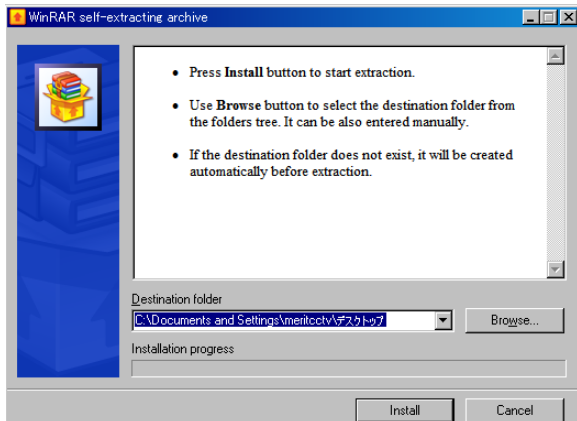 WinRAR self-extracting archive
Press Install button to start extraction.
Use Browse button to select the destination folder from
the folders tree. It can be also entered manually.
If the destination folder does not exist, it will be created
automatically before extraction.
Destination folder
C:\Documents and Settings\meritcctv\デスクトップ
Browse...
Installation progress
Install
Cancel